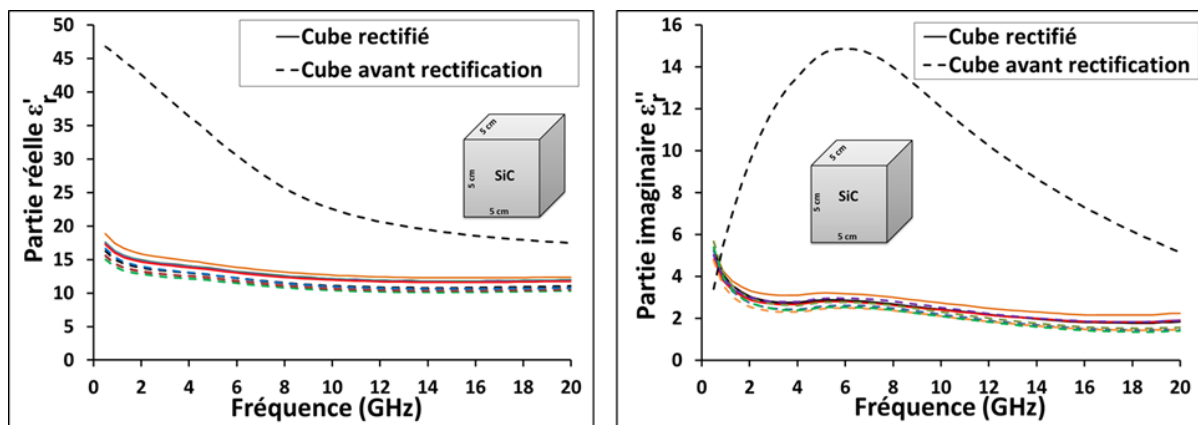 Partie réelle ε'r
50
45
40
35
30
25
20
15
10
5
0
0 2 4 6 8 10 12 14 16 18 20
Fréquence (GHz)
Cube rectifié
Cube avant rectification
5 cm
5 cm
SiC
5 cm
Partie imaginaire ε''r
16
14
12
10
8
6
4
2
0
0 2 4 6 8 10 12 14 16 18 20
Fréquence (GHz)
Cube rectifié
Cube avant rectification
5 cm
5 cm
SiC
5 cm